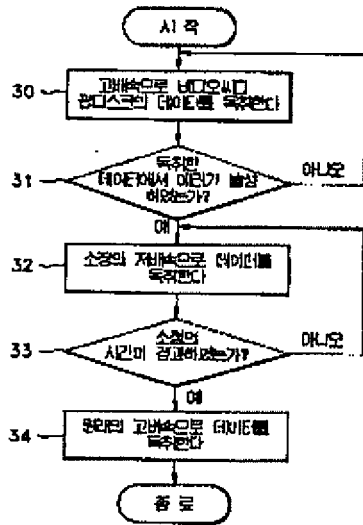 시 작
30
고배속으로 비디오씨디
광디스크의 데이터를 독취한다
31
독취한
데이터에서 에러가 발생
하였는가?
아니오
예
32
소정의 저배속으로 데이터를
독취한다
33
소정의
시간이 경과하였는가?
아니오
예
34
원래의 고배속으로 데이터를
독취한다
종 료